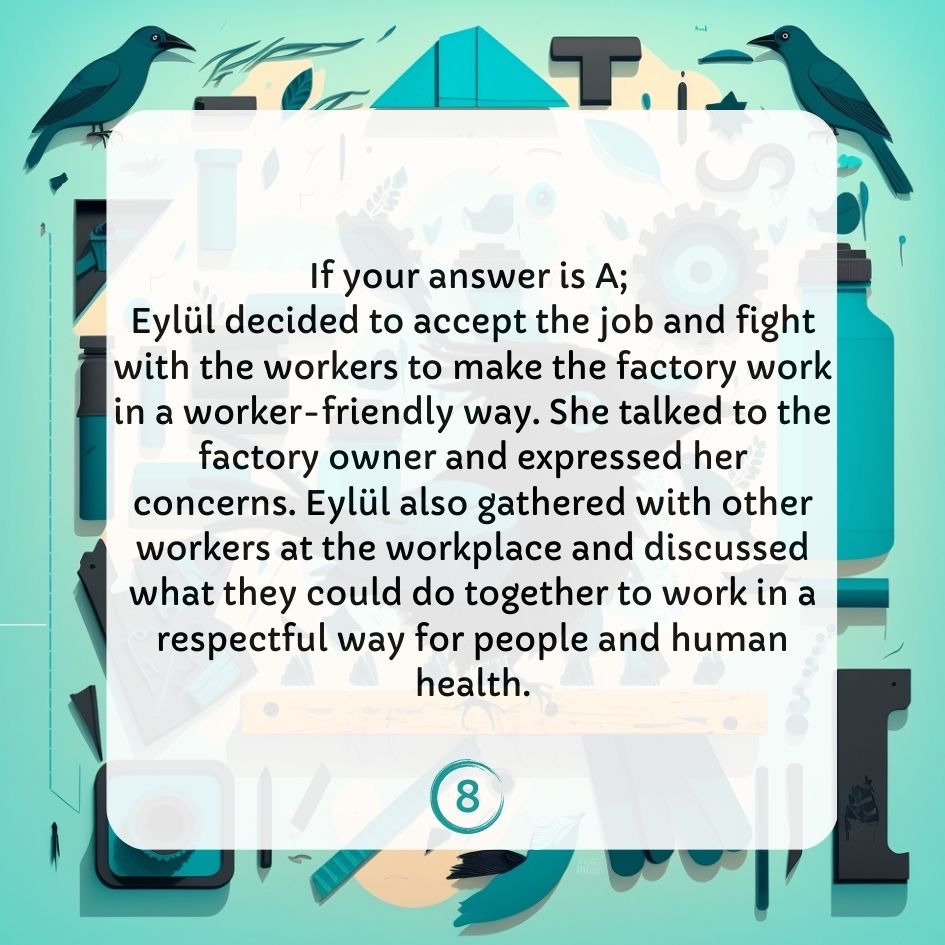 If your answer is A;
Eylül decided to accept the job and fight
with the workers to make the factory work
in a worker-friendly way. She talked to the
factory owner and expressed her
concerns. Eylül also gathered with other
workers at the workplace and discussed
what they could do together to work in a
respectful way for people and human
health.
8